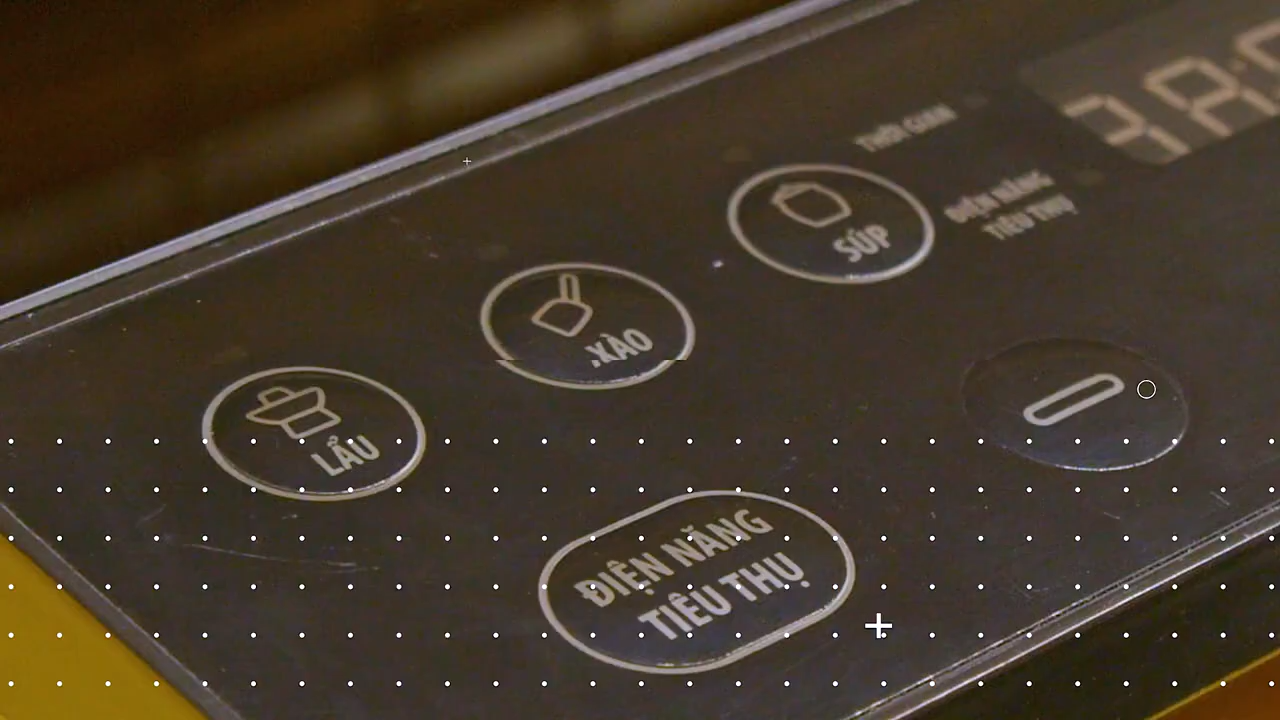 THỜI GIAN
ĐIỆN NĂNG
TIÊU THỤ
SÚP
XÀO
LẨU
ĐIỆN NĂNG
TIÊU THỤ